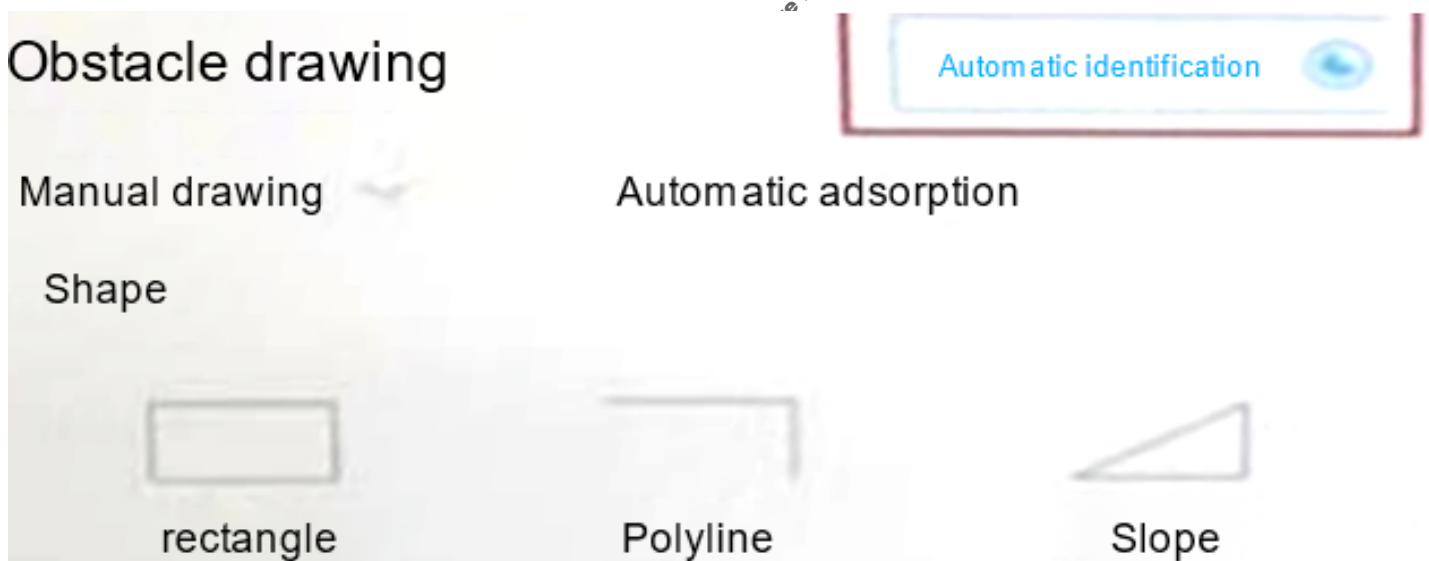 Obstacle drawing
Automatic identification
Manual drawing
Automatic adsorption
Shape
rectangle
Polyline
Slope